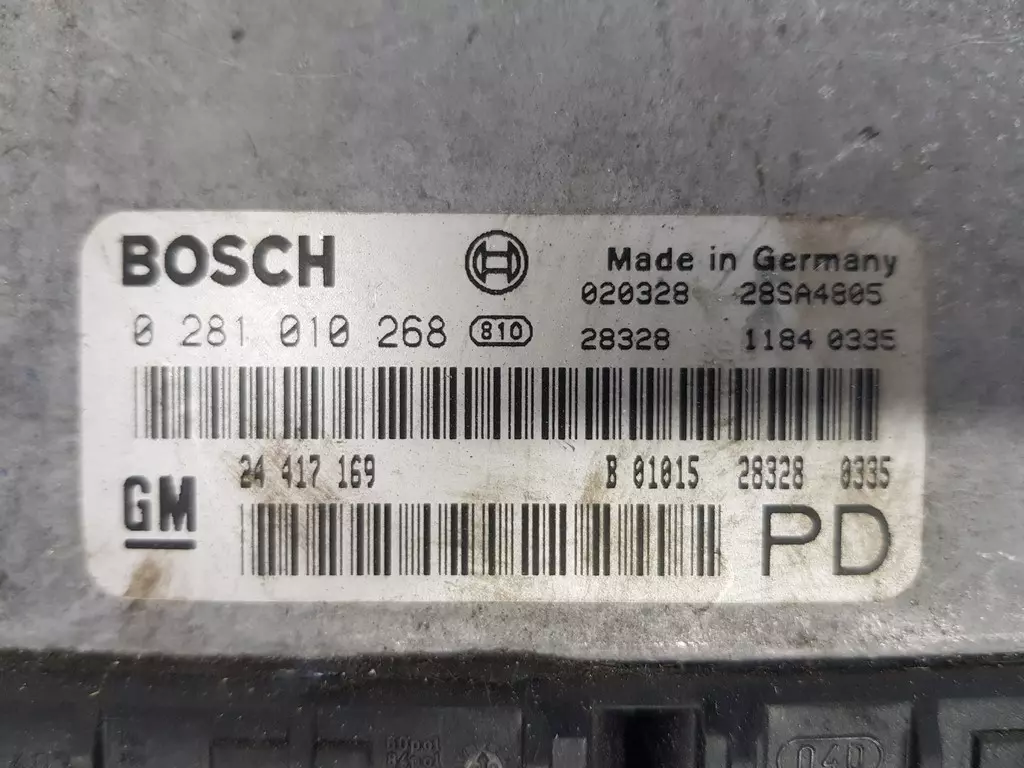 BOSCH
Made in Germany
020328 28SA4805
0 281 010 268 810
28328 1184 0335
24 417 169 B 01015 28328 0335
GM
PD
04D